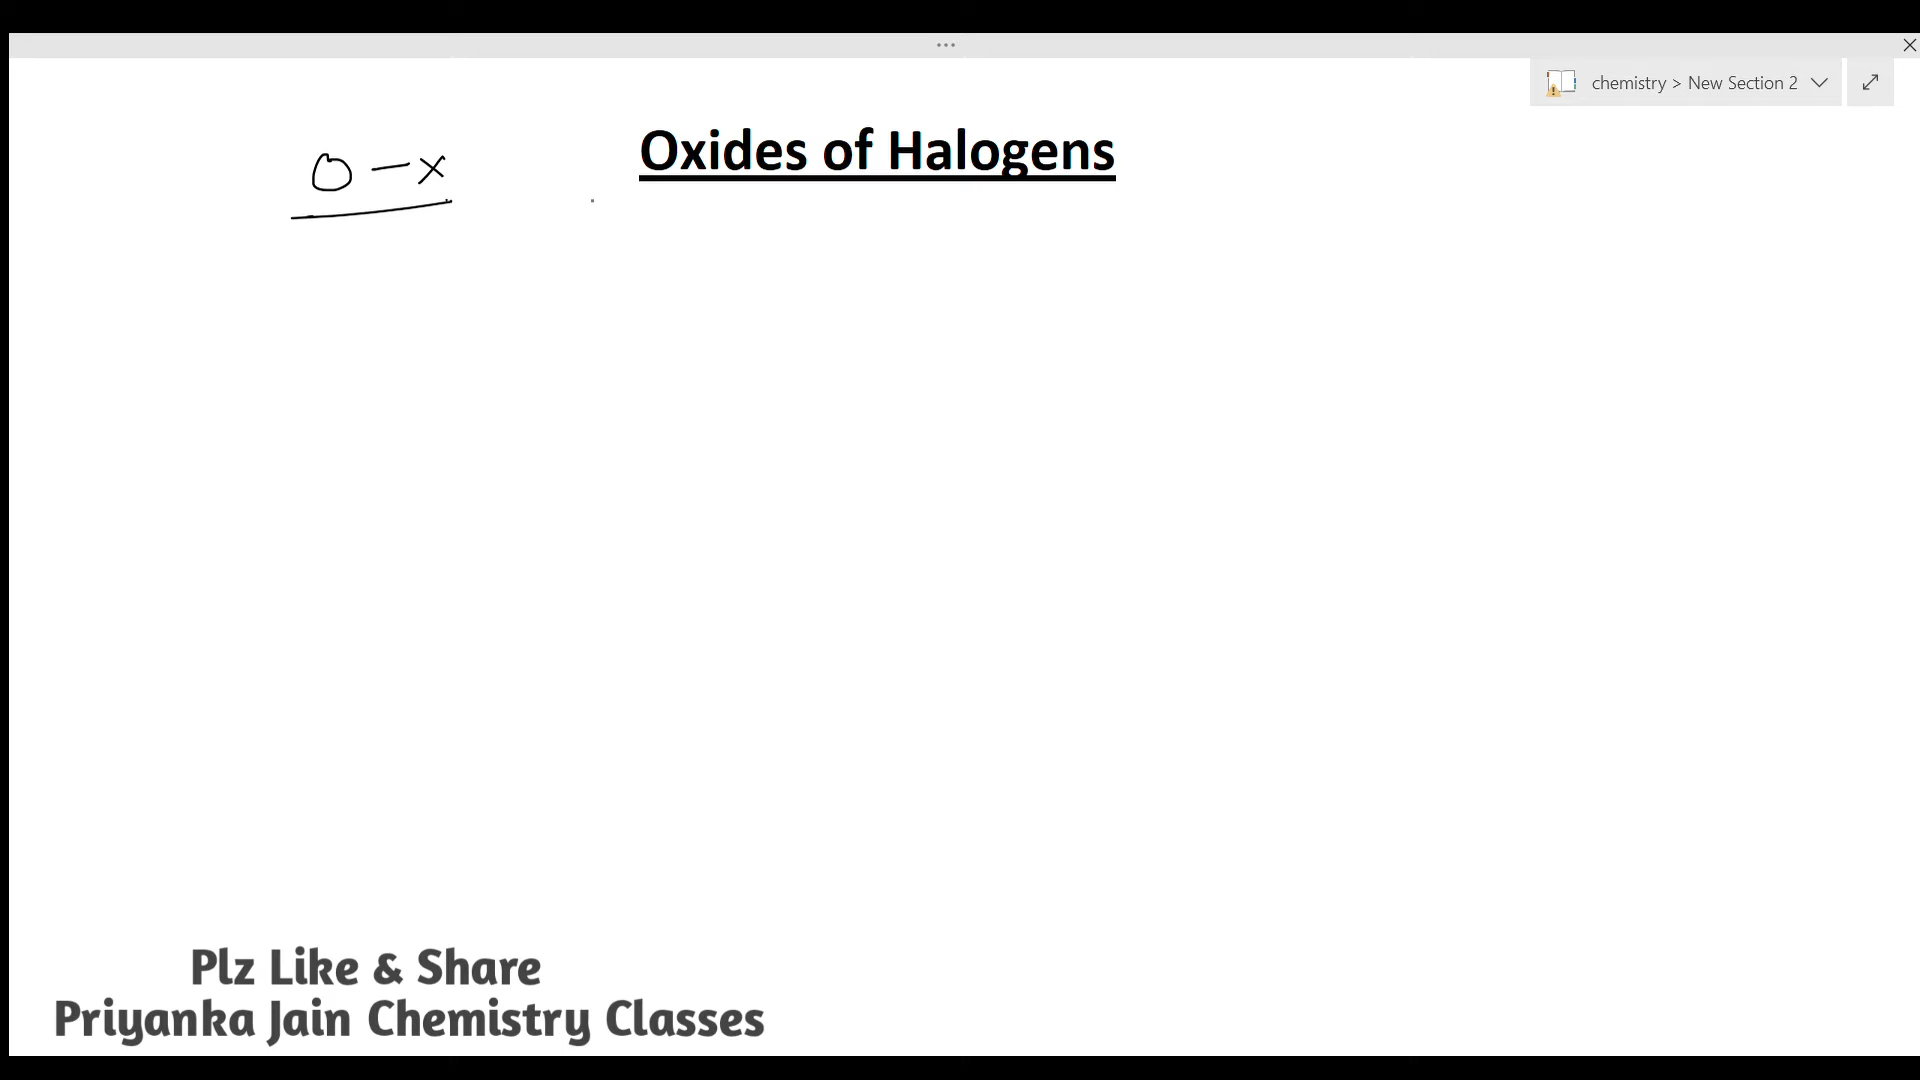 chemistry > New Section 2
Oxides of Halogens
O - X
Plz Like & Share
Priyanka Jain Chemistry Classes